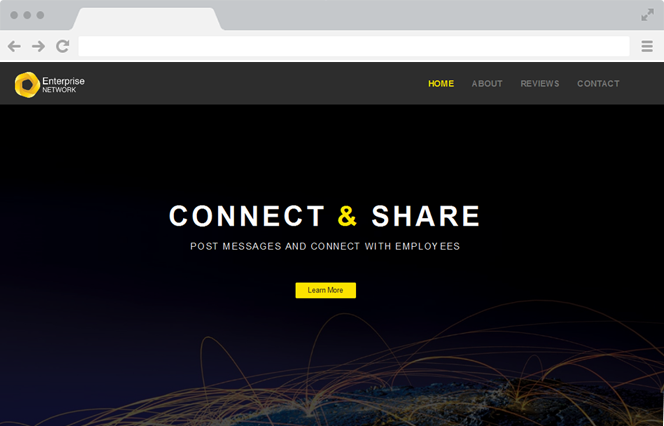 Enterprise
NETWORK
HOME ABOUT REVIEWS CONTACT
CONNECT & SHARE
POST MESSAGES AND CONNECT WITH EMPLOYEES
Learn More